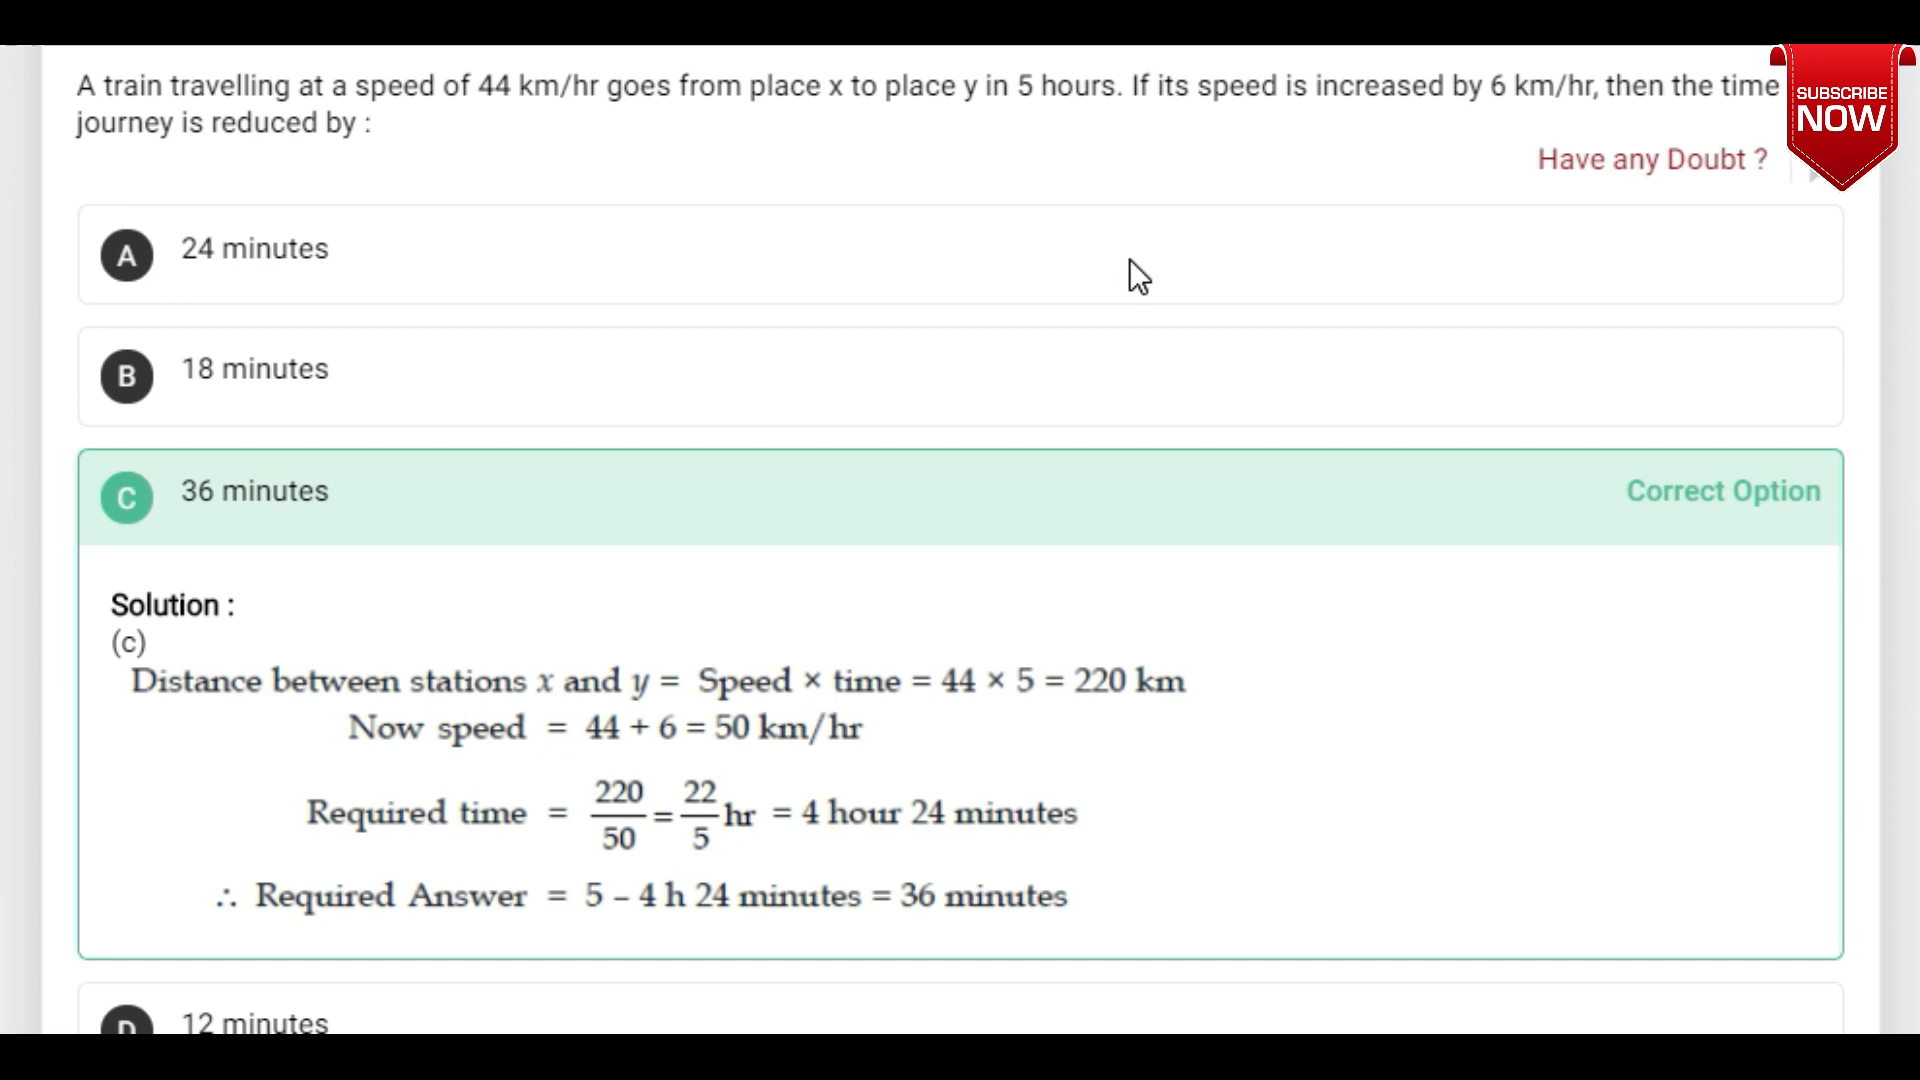 A train travelling at a speed of 44 km/hr goes from place x to place y in 5 hours. If its speed is increased by 6 km/hr, then the time
journey is reduced by :
SUBSCRIBE
NOW
Have any Doubt ?
A 24 minutes
B 18 minutes
C 36 minutes Correct Option
Solution :
(c)
Distance between stations x and y = Speed × time = 44 × 5 = 220 km
Now speed = 44 + 6 = 50 km/hr
Required time = 220/50 = 22/5 hr = 4 hour 24 minutes
∴ Required Answer = 5 – 4 h 24 minutes = 36 minutes
D 12 minutes